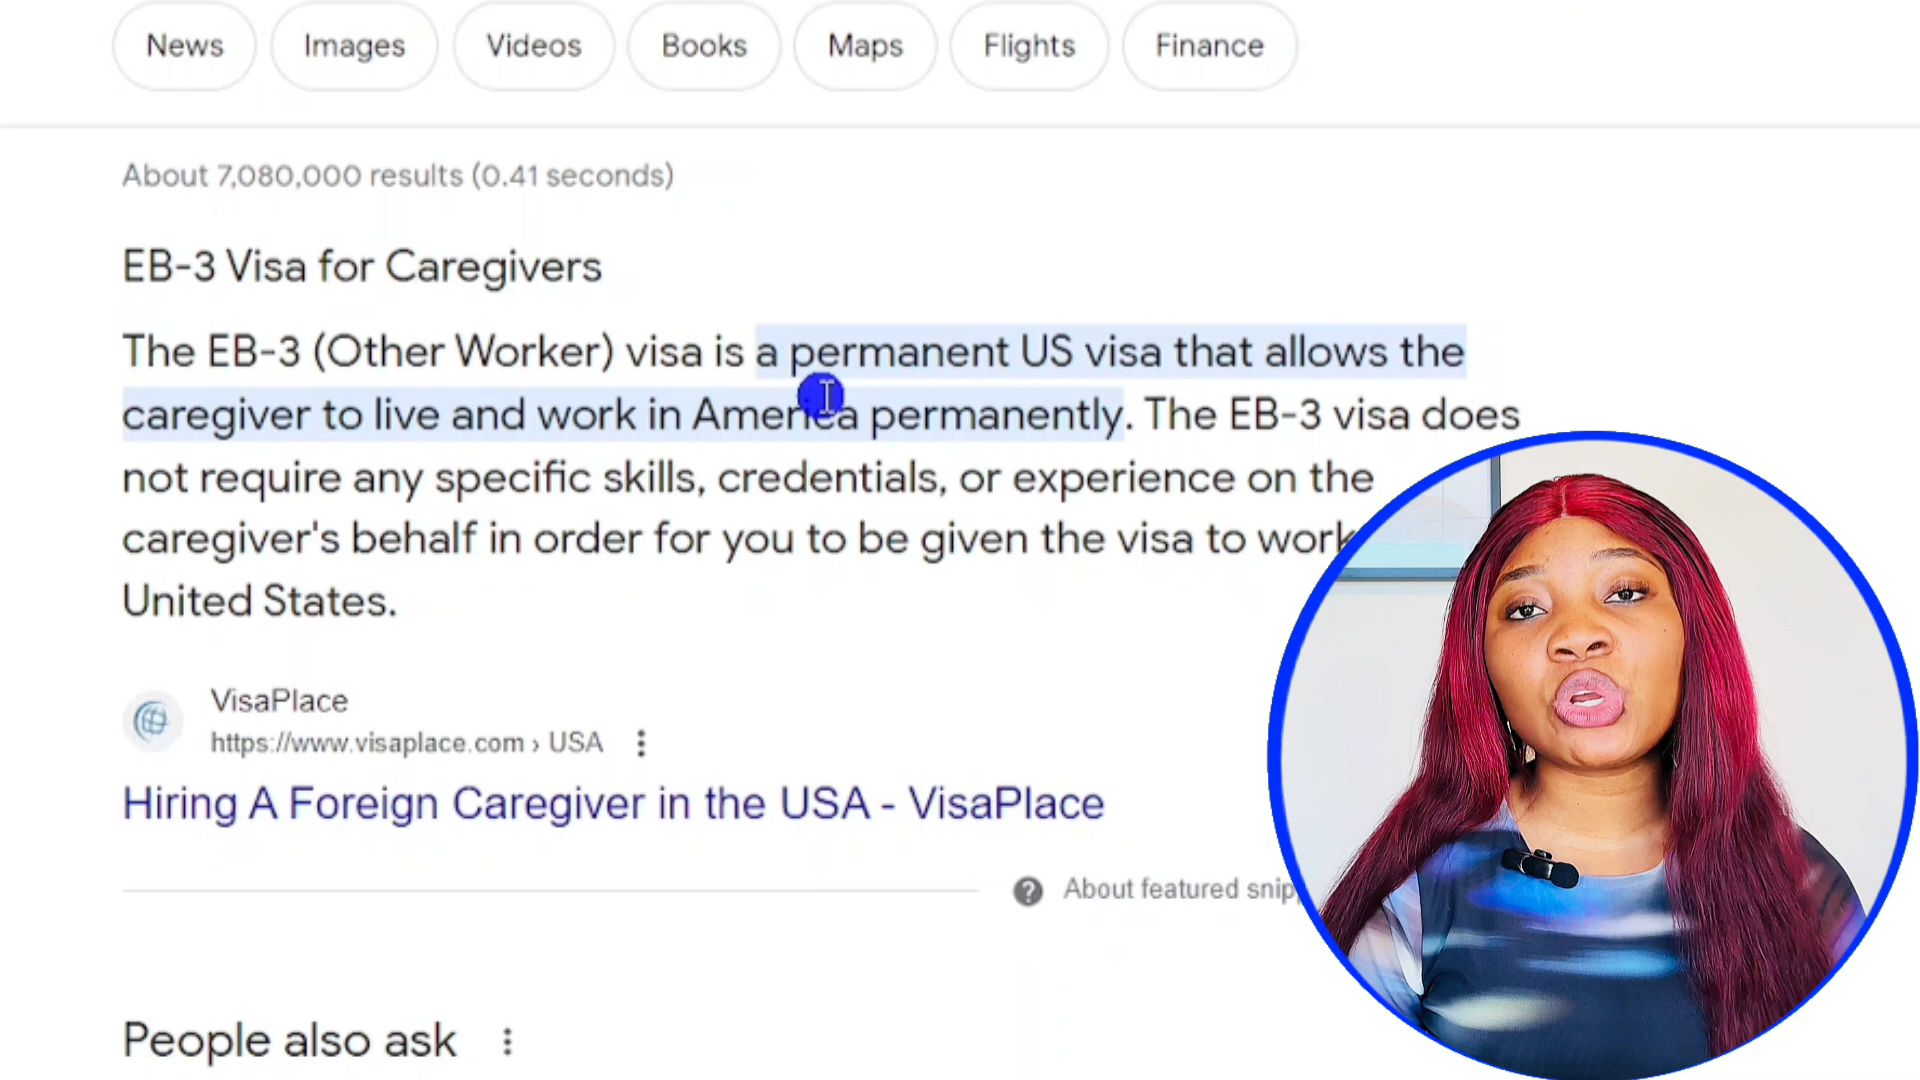 News Images Videos Books Maps Flights Finance
About 7,080,000 results (0.41 seconds)
EB-3 Visa for Caregivers
The EB-3 (Other Worker) visa is a permanent US visa that allows the
caregiver to live and work in America permanently. The EB-3 visa does
not require any specific skills, credentials, or experience on the
caregiver's behalf in order for you to be given the visa to work
United States.
VisaPlace
https://www.visaplace.com › USA
Hiring A Foreign Caregiver in the USA - VisaPlace
About featured
People also ask